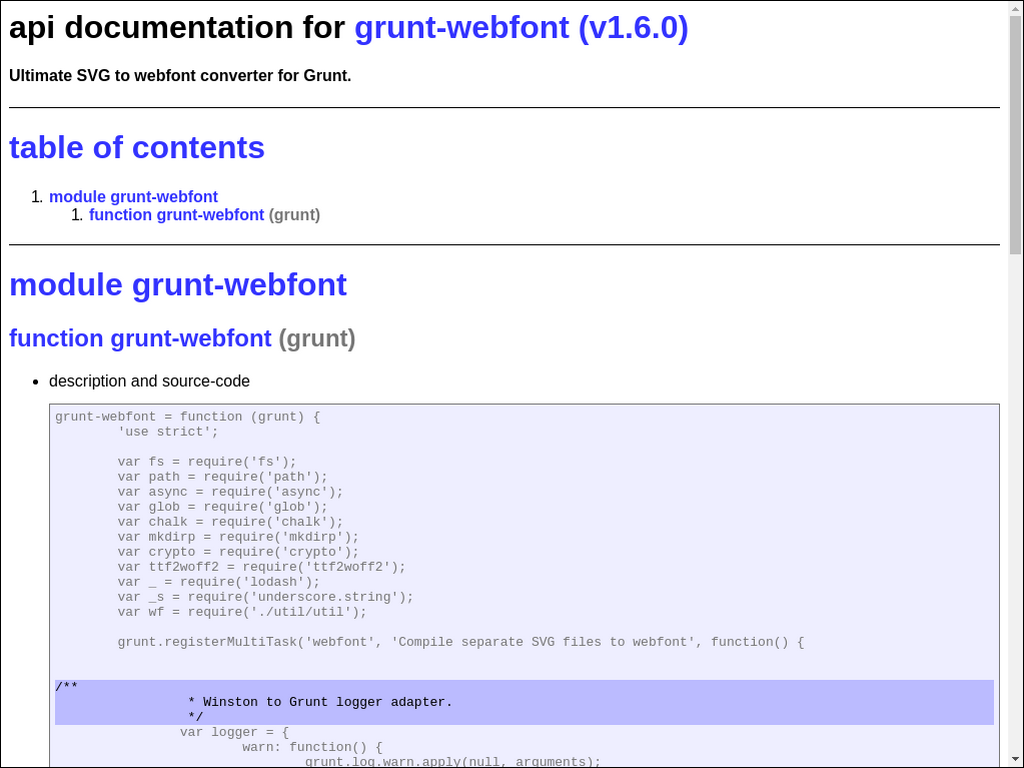 api documentation for grunt-webfont (v1.6.0)
Ultimate SVG to webfont converter for Grunt.
table of contents
1. module grunt-webfont
1. function grunt-webfont (grunt)
module grunt-webfont
function grunt-webfont (grunt)
• description and source-code
grunt-webfont = function (grunt) {
        'use strict';
        var fs = require('fs');
        var path = require('path');
        var async = require('async');
        var glob = require('glob');
        var chalk = require('chalk');
        var mkdirp = require('mkdirp');
        var crypto = require('crypto');
        var ttf2woff2 = require('ttf2woff2');
        var _ = require('lodash');
        var _s = require('underscore.string');
        var wf = require('./util/util');
        grunt.registerMultiTask('webfont', 'Compile separate SVG files to webfont', function() {
/**
                 * Winston to Grunt logger adapter.
                 */
                var logger = {
                        warn: function() {
                                grunt.log.warn.apply(null, arguments);